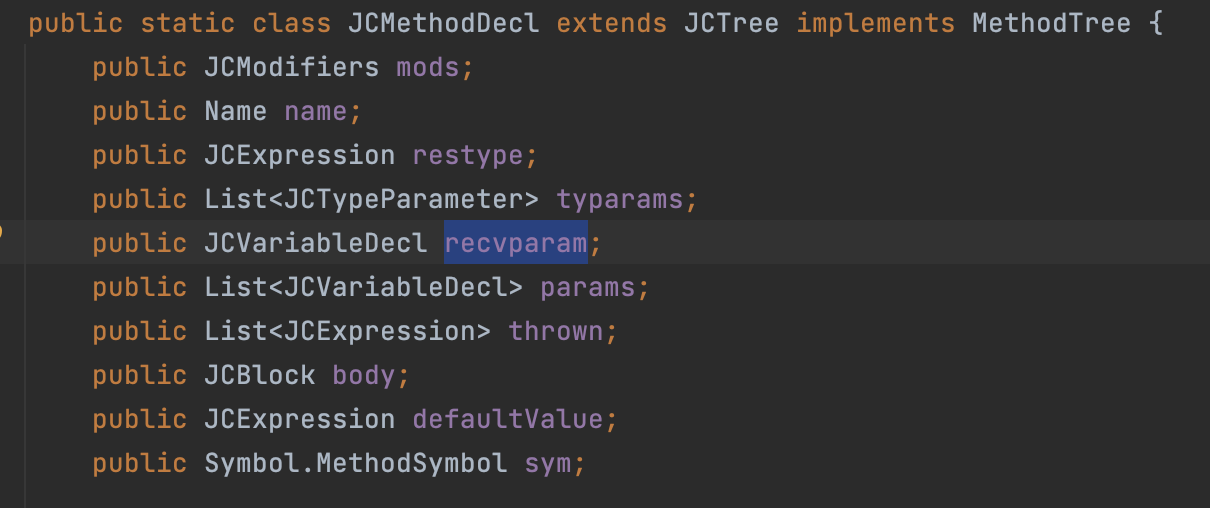 public static class JCMethodDecl extends JCTree implements MethodTree {
public JCModifiers mods;
public Name name;
public JCExpression restype;
public List<JCTypeParameter> typarams;
public JCVariableDecl recvparam;
public List<JCVariableDecl> params;
public List<JCExpression> thrown;
public JCBlock body;
public JCExpression defaultValue;
public Symbol.MethodSymbol sym;